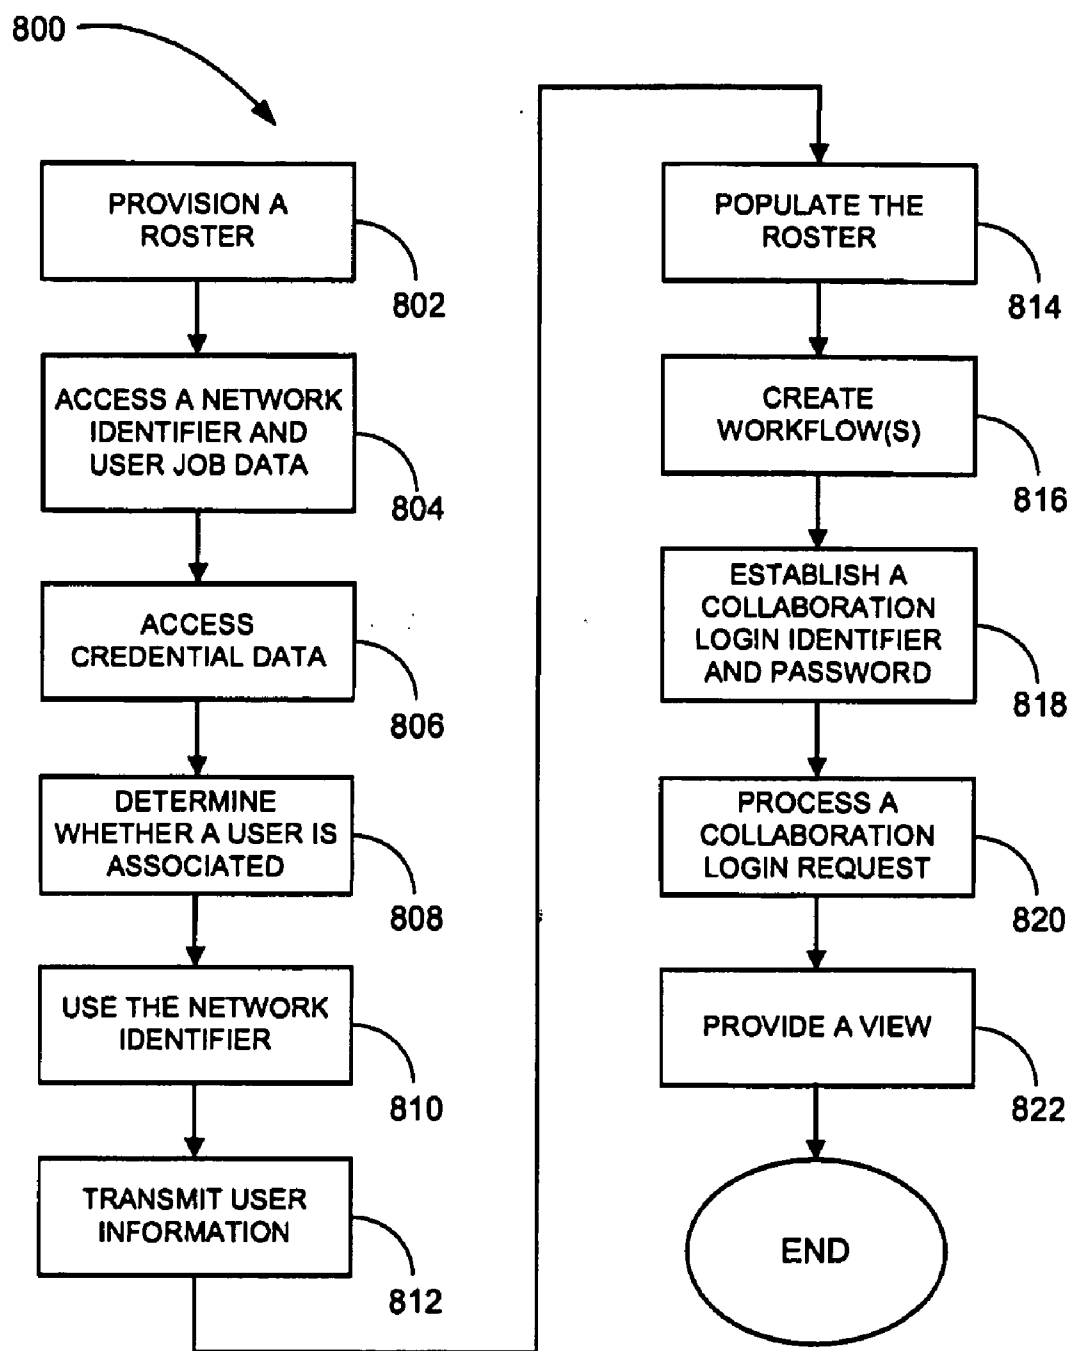 800
PROVISION A
ROSTER
802
ACCESS A NETWORK
IDENTIFIER AND
USER JOB DATA
804
ACCESS
CREDENTIAL DATA
806
DETERMINE
WHETHER A USER IS
ASSOCIATED
808
USE THE NETWORK
IDENTIFIER
810
TRANSMIT USER
INFORMATION
812
POPULATE THE
ROSTER
814
CREATE
WORKFLOW(S)
816
ESTABLISH A
COLLABORATION
LOGIN IDENTIFIER
AND PASSWORD
818
PROCESS A
COLLABORATION
LOGIN REQUEST
820
PROVIDE A VIEW
822
END